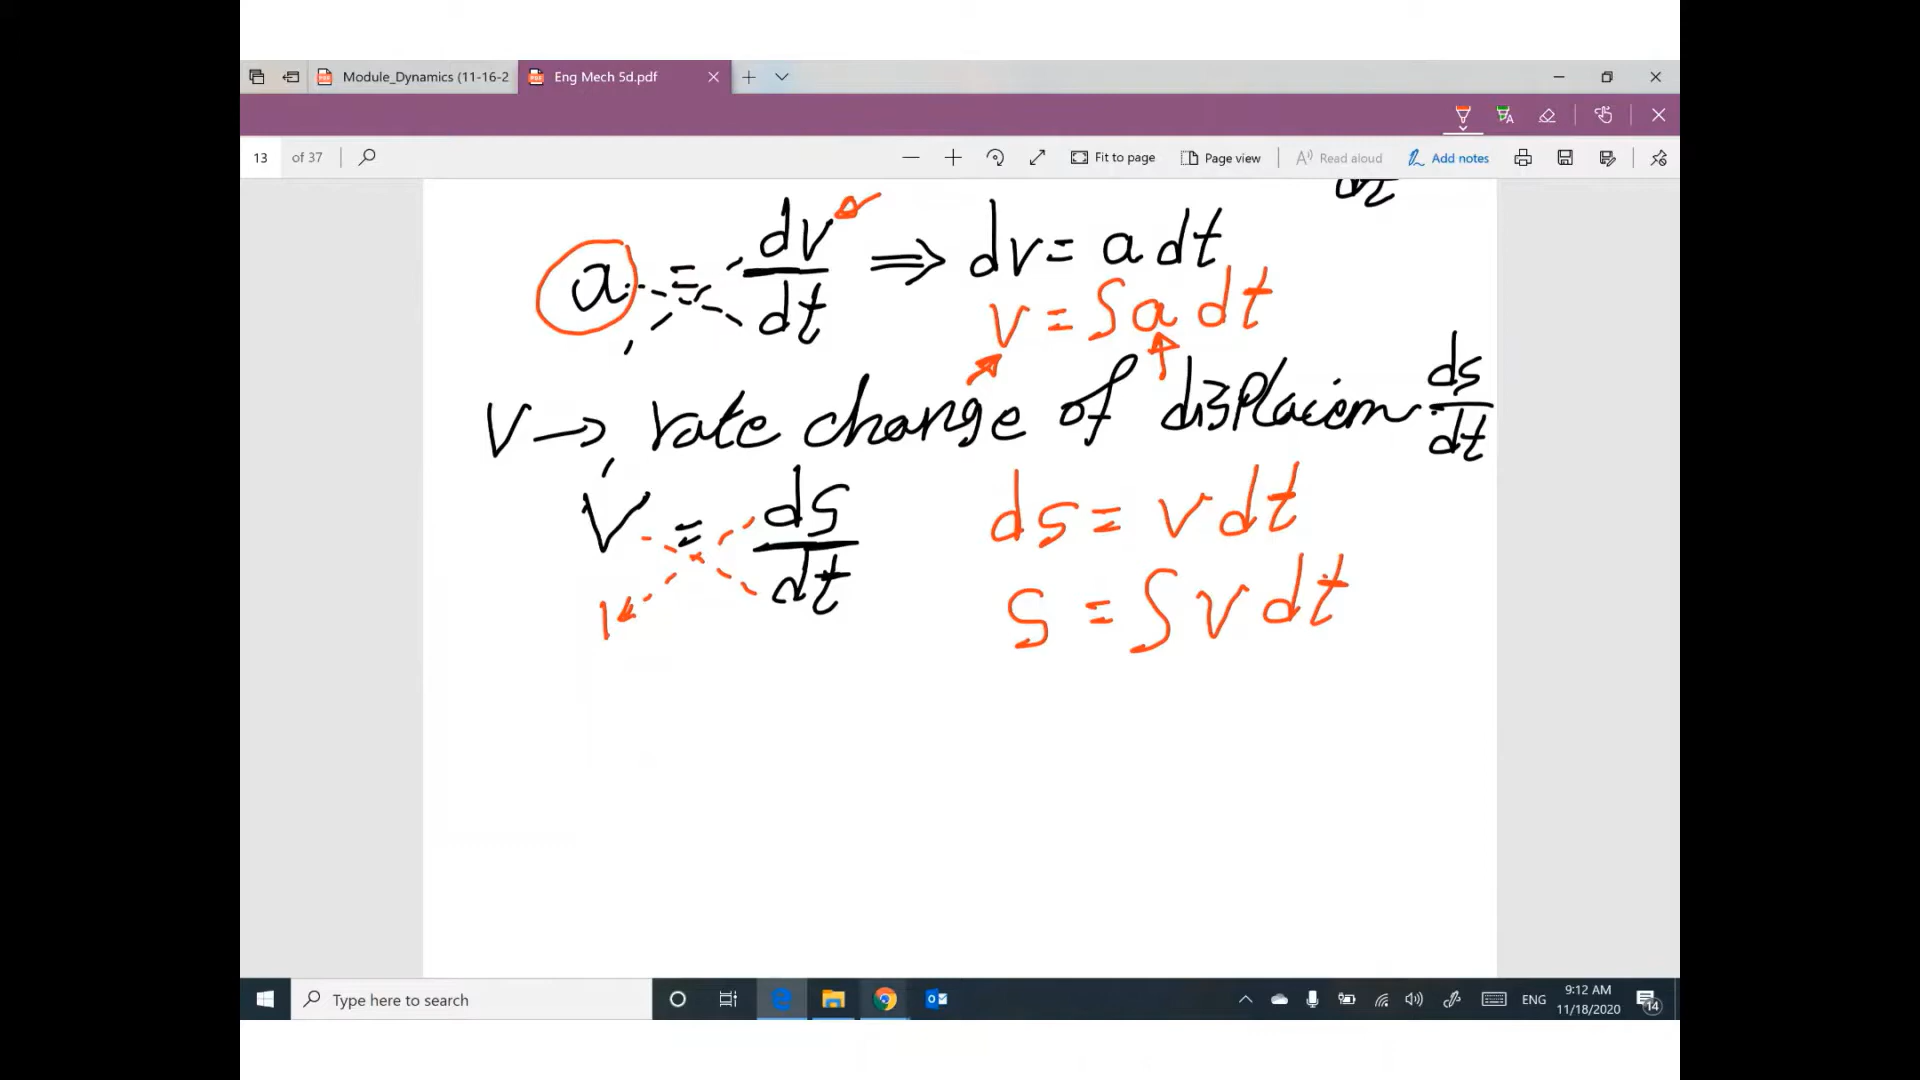 Module_Dynamics (11-16-2
Eng Mech 5d.pdf
13 of 37
Fit to page
Page view
Read aloud
Add notes
a = dv/dt ⇒ dv = a dt
v = ∫ a dt
V → rate change of displacem ds/dt
V = ds/dt
ds = v dt
s = ∫ v dt
Type here to search
ENG
9:12 AM
11/18/2020
14